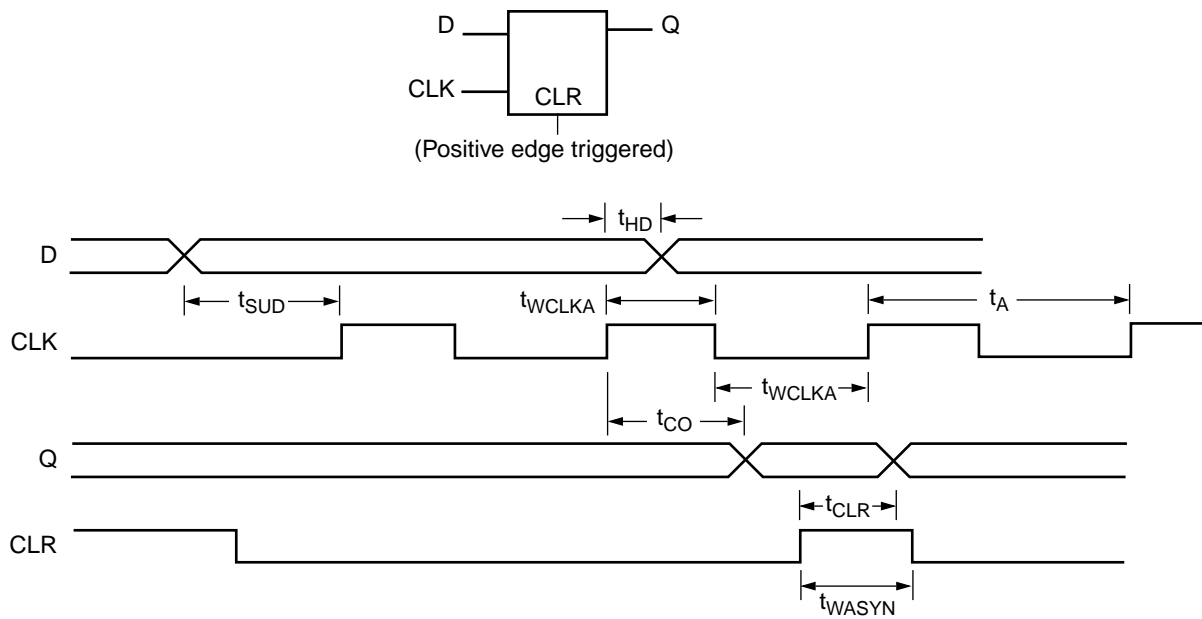 D Q
CLK
CLR
(Positive edge triggered)
tHD
D
tSUD tWCLKA tA
CLK
tWCLKA
tCO
Q
tCLR
CLR
tWASYN